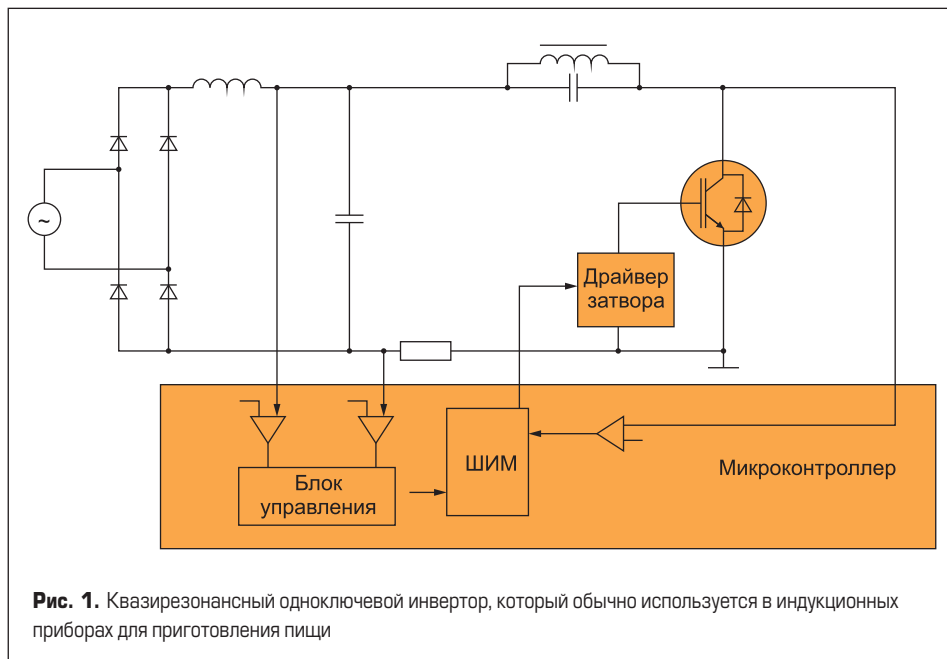 ~
Драйвер
затвора
ШИМ
Микроконтроллер
Блок
управления
Рис. 1. Квазирезонансный одноключевой инвертор, который обычно используется в индукционных
приборах для приготовления пищи